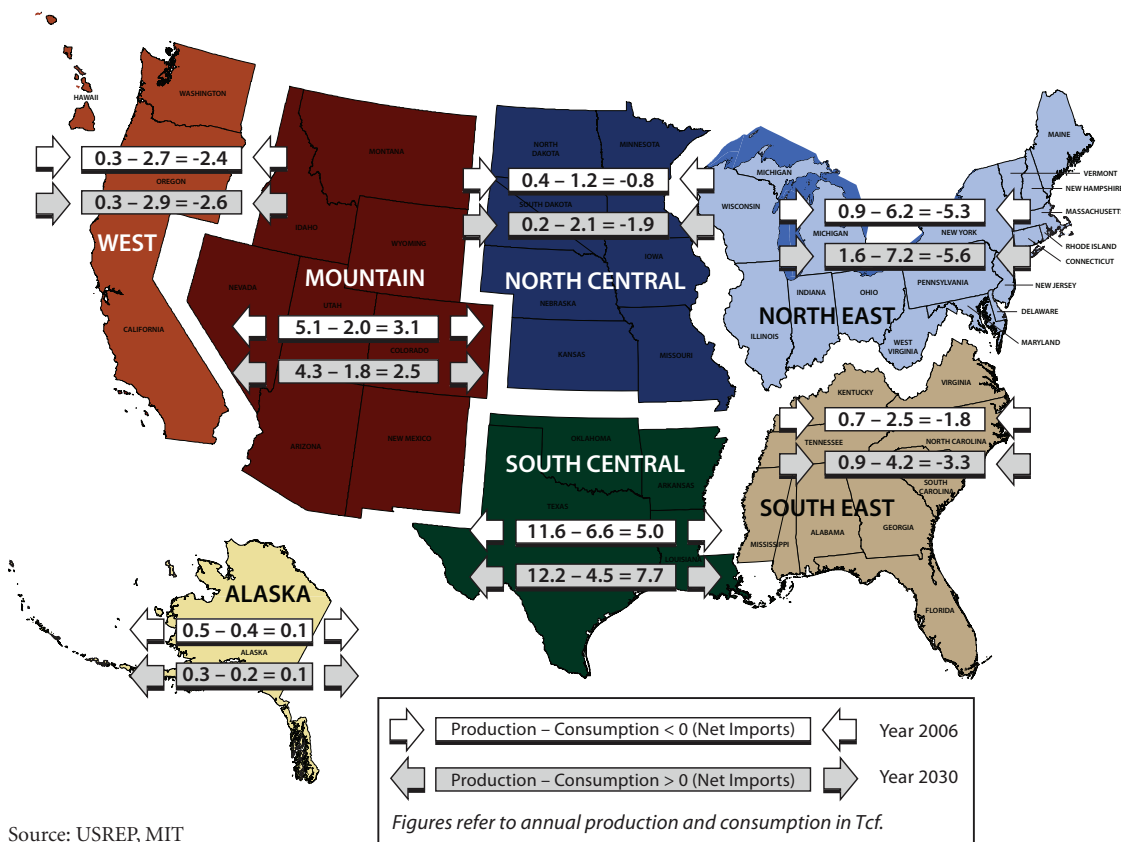 HAWAII
WASHINGTON
0.3 – 2.7 = -2.4
OREGON
0.3 – 2.9 = -2.6
WEST
CALIFORNIA
MONTANA
IDAHO
WYOMING
MOUNTAIN
NEVADA
UTAH
5.1 – 2.0 = 3.1
COLORADO
4.3 – 1.8 = 2.5
ARIZONA
NEW MEXICO
NORTH
DAKOTA
MINNESOTA
0.4 – 1.2 = -0.8
SOUTH DAKOTA
0.2 – 2.1 = -1.9
IOWA
NORTH CENTRAL
NEBRASKA
KANSAS
MISSOURI
MICHIGAN
WISCONSIN
MAINE
VERMONT
NEW HAMPSHIRE
0.9 – 6.2 = -5.3
MASSACHUSETTS
MICHIGAN
NEW YORK
RHODE ISLAND
1.6 – 7.2 = -5.6
CONNECTICUT
PENNSYLVANIA
NEW JERSEY
INDIANA
OHIO
NORTH EAST
DELAWARE
ILLINOIS
WEST
VIRGINIA
MARYLAND
KENTUCKY
VIRGINIA
0.7 – 2.5 = -1.8
TENNESSEE
NORTH CAROLINA
0.9 – 4.2 = -3.3
SOUTH
CAROLINA
SOUTH EAST
MISSISSIPPI
ALABAMA
GEORGIA
FLORIDA
OKLAHOMA
SOUTH CENTRAL
ARKANSAS
TEXAS
11.6 – 6.6 = 5.0
LOUISIANA
12.2 – 4.5 = 7.7
ALASKA
0.5 – 0.4 = 0.1
ALASKA
0.3 – 0.2 = 0.1
Production – Consumption < 0 (Net Imports) Year 2006
Production – Consumption > 0 (Net Imports) Year 2030
Figures refer to annual production and consumption in Tcf.
Source: USREP, MIT